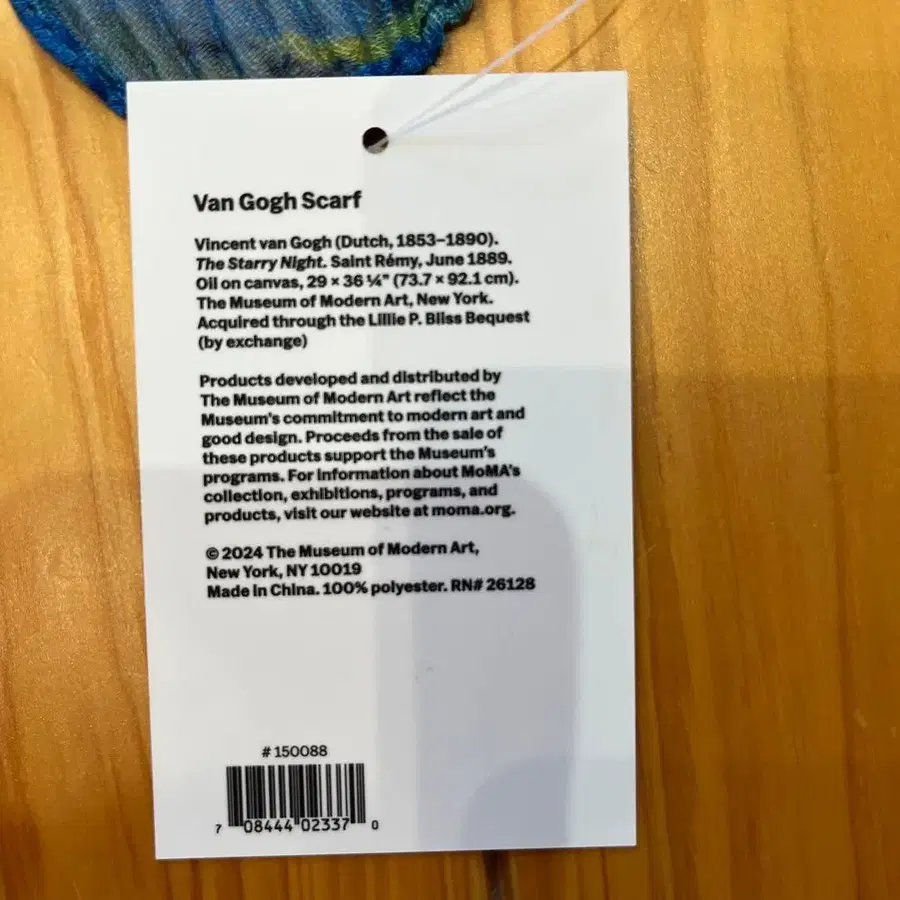 Van Gogh Scarf
Vincent van Gogh (Dutch, 1853–1890).
The Starry Night. Saint Rémy, June 1889.
Oil on canvas, 29 × 36 ¼" (73.7 × 92.1 cm).
The Museum of Modern Art, New York.
Acquired through the Lillie P. Bliss Bequest
(by exchange)
Products developed and distributed by
The Museum of Modern Art reflect the
Museum's commitment to modern art and
good design. Proceeds from the sale of
these products support the Museum's
programs. For information about MoMA's
collection, exhibitions, programs, and
products, visit our website at moma.org.
© 2024 The Museum of Modern Art,
New York, NY 10019
Made in China. 100% polyester. RN# 26128
# 150088
7 08444 02337 0